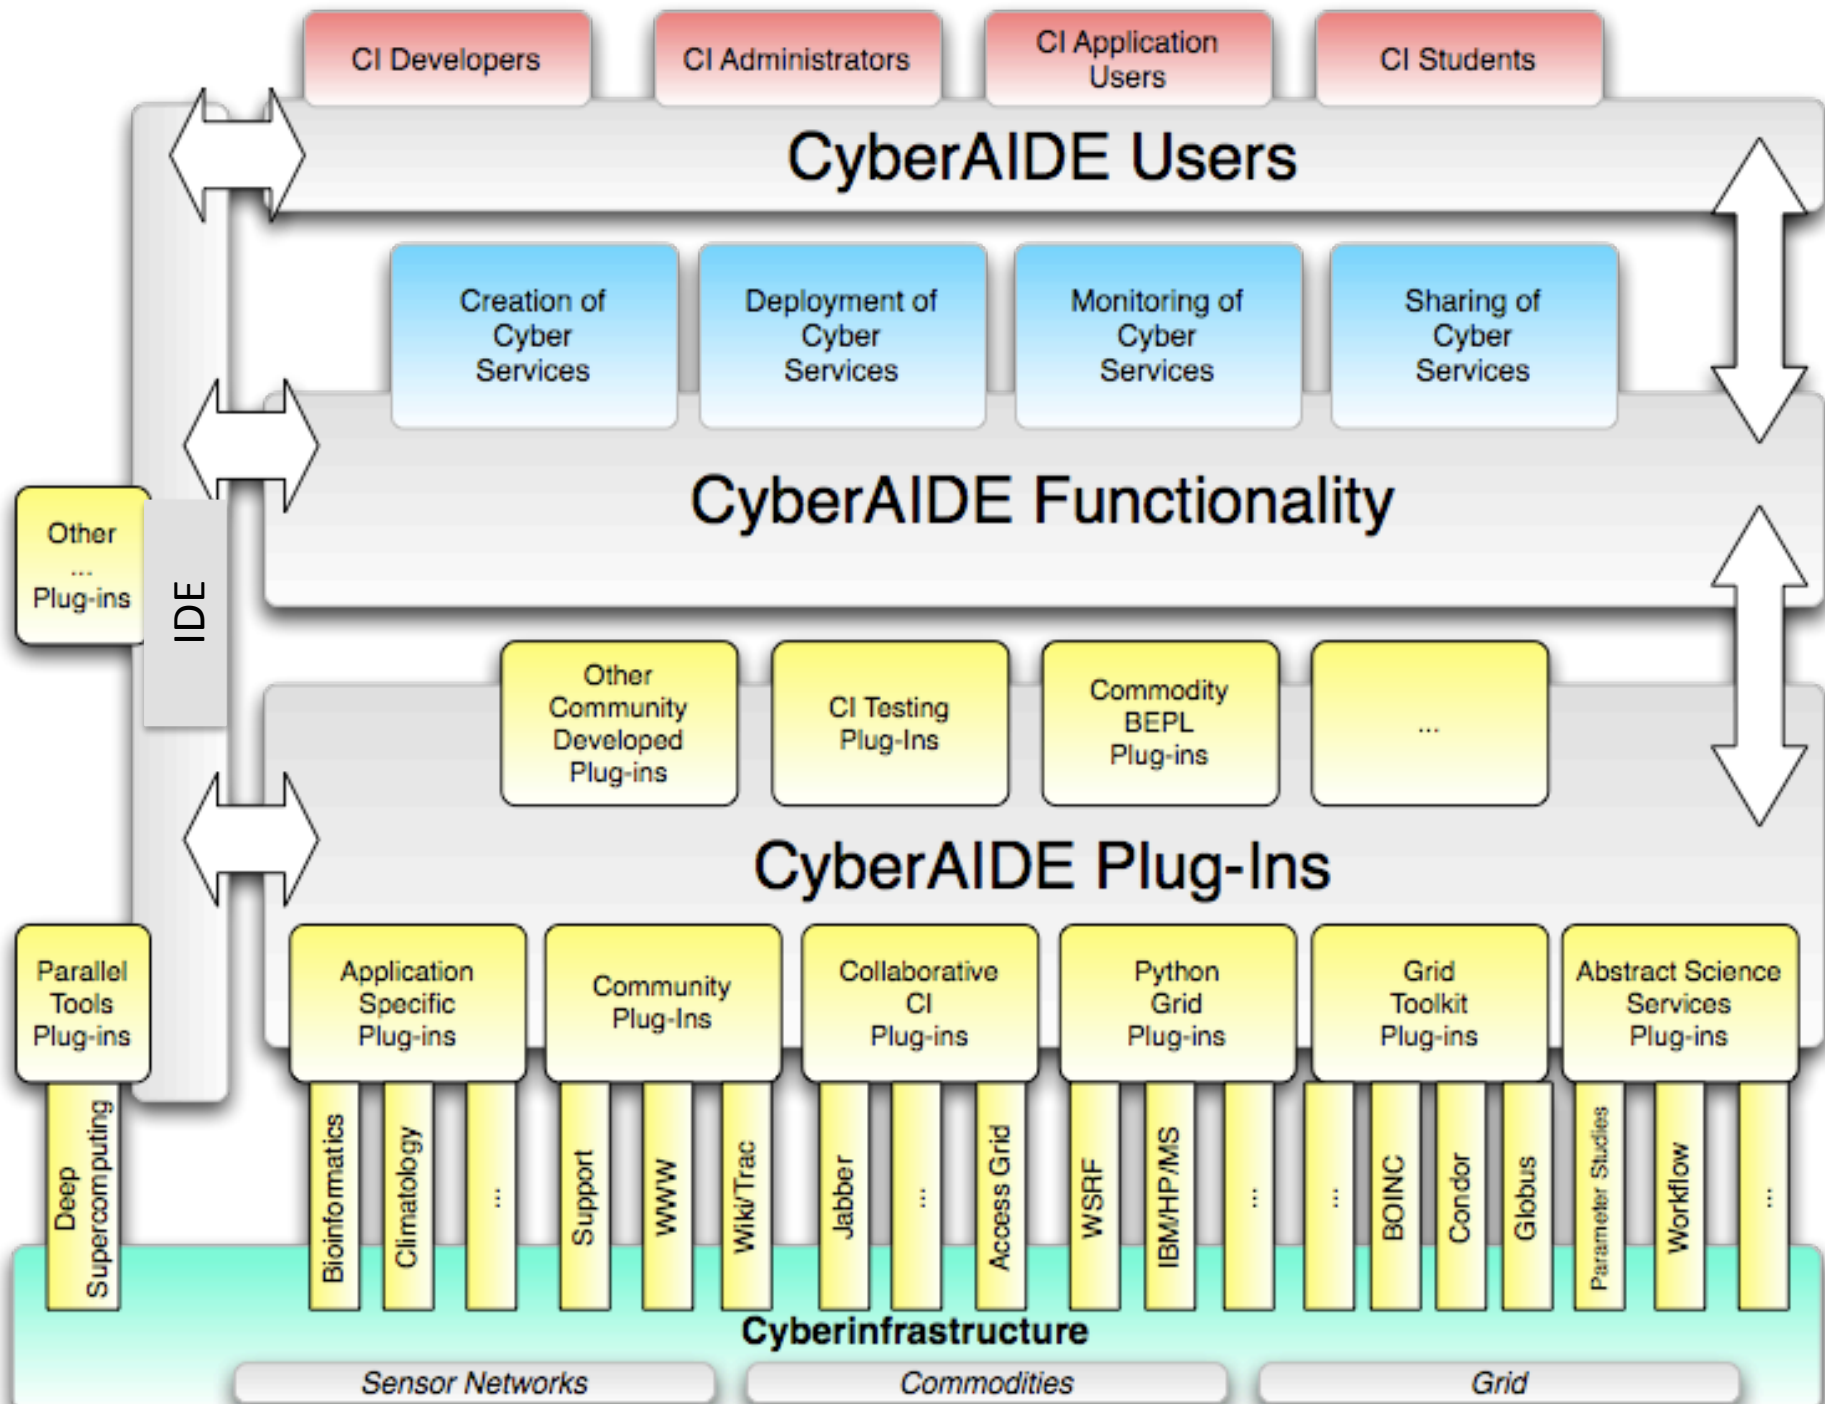 CI Developers
CI Administrators
CI Application
Users
CI Students
CyberAIDE Users
Creation of
Cyber
Services
Deployment of
Cyber
Services
Monitoring of
Cyber
Services
Sharing of
Cyber
Services
CyberAIDE Functionality
Other
...
Plug-ins
IDE
Other
Community
Developed
Plug-ins
CI Testing
Plug-Ins
Commodity
BEPL
Plug-ins
...
CyberAIDE Plug-Ins
Parallel
Tools
Plug-ins
Application
Specific
Plug-ins
Community
Plug-Ins
Collaborative
CI
Plug-ins
Python
Grid
Plug-ins
Grid
Toolkit
Plug-ins
Abstract Science
Services
Plug-ins
Deep
Supercomputing
Bioinformatics
Climatology
...
Support
WWW
Wiki/Trac
Jabber
...
Access Grid
WSRF
IBM/HP/MS
...
...
BOINC
Condor
Globus
Parameter Studies
Workflow
...
Cyberinfrastructure
Sensor Networks
Commodities
Grid